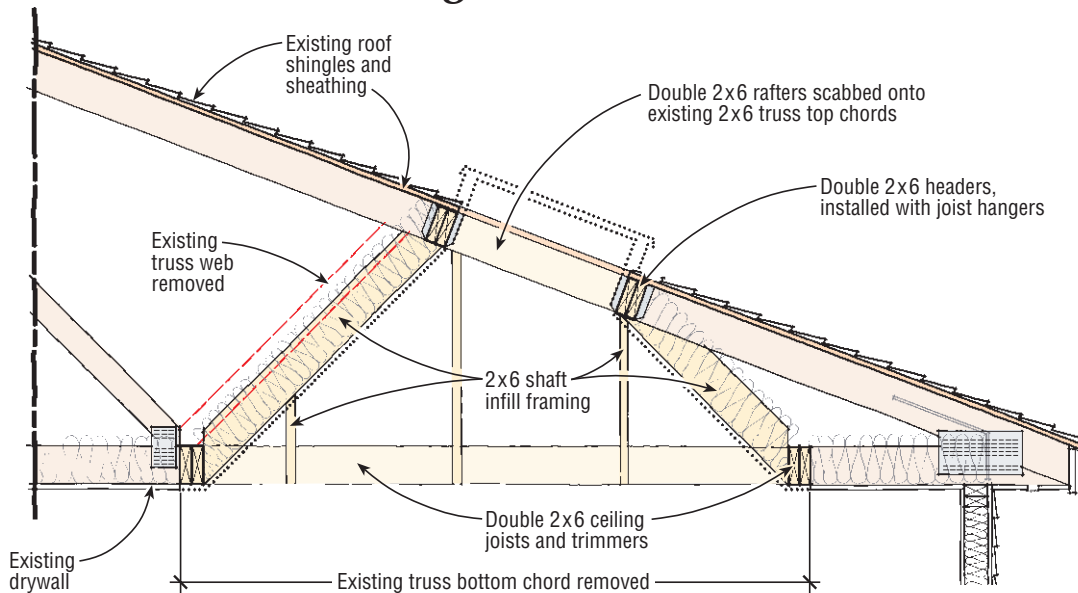 Existing roof
shingles and
sheathing
Double 2x6 rafters scabbed onto
existing 2x6 truss top chords
Double 2x6 headers,
installed with joist hangers
Existing
truss web
removed
2x6 shaft
infill framing
Double 2x6 ceiling
joists and trimmers
Existing
drywall
Existing truss bottom chord removed